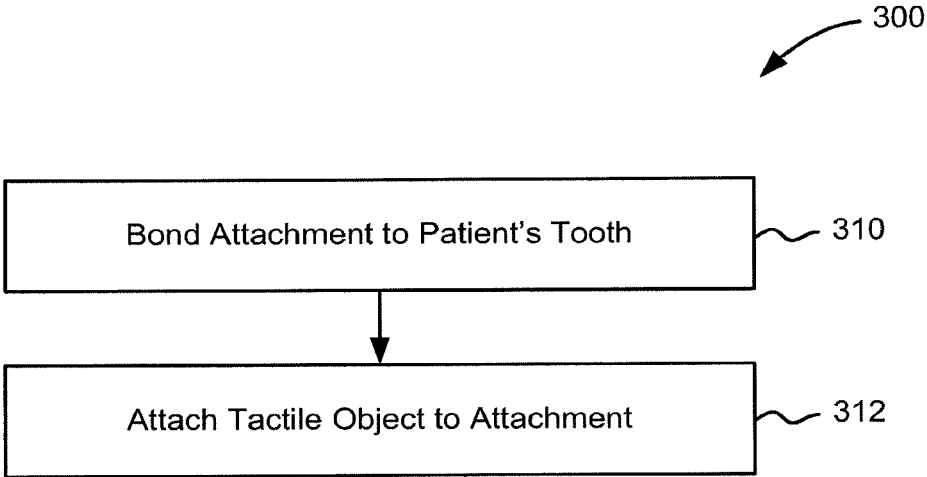 300
Bond Attachment to Patient's Tooth
310
Attach Tactile Object to Attachment
312